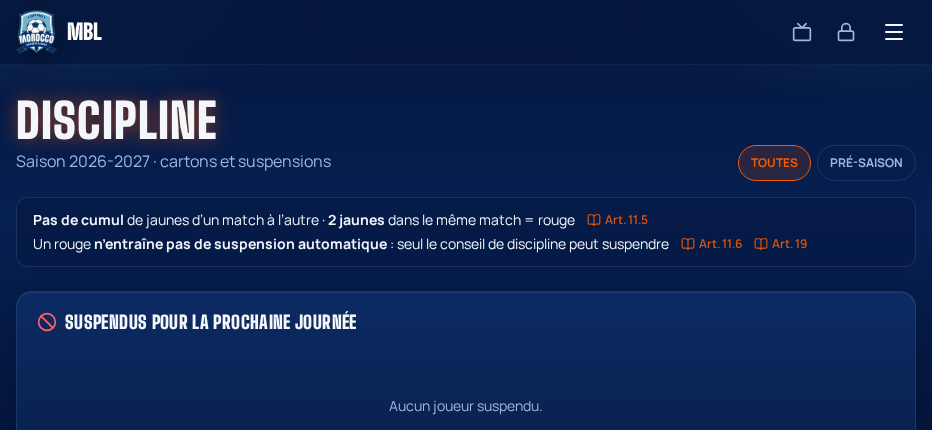 MOROCCO
MBL
DISCIPLINE
Saison 2026-2027 · cartons et suspensions
TOUTES
PRÉ-SAISON
Pas de cumul de jaunes d'un match à l'autre · 2 jaunes dans le même match = rouge Art. 11.5
Un rouge n'entraîne pas de suspension automatique : seul le conseil de discipline peut suspendre Art. 11.6 Art. 19
SUSPENDUS POUR LA PROCHAINE JOURNÉE
Aucun joueur suspendu.